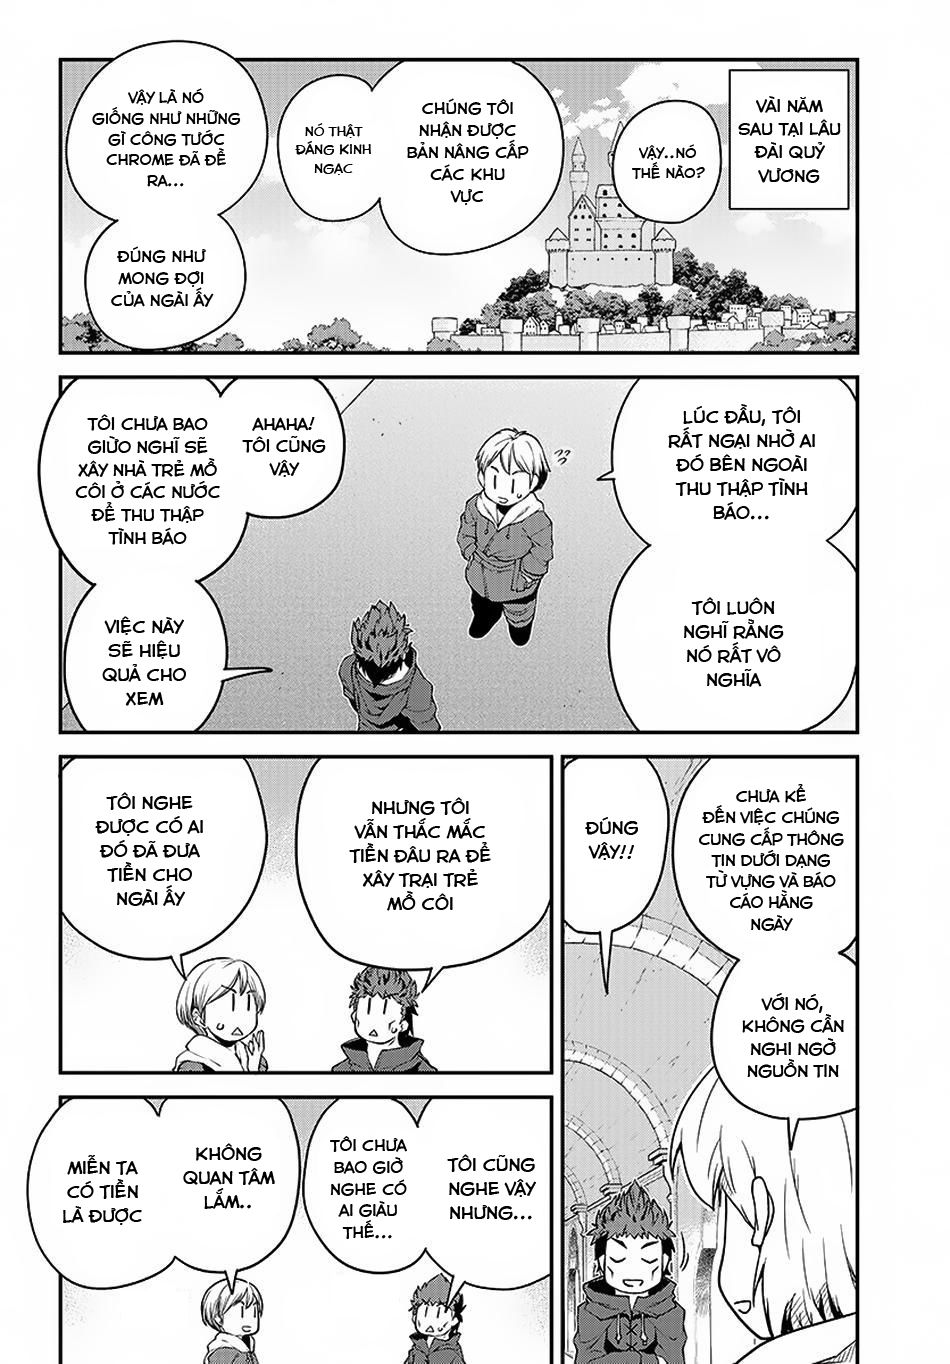 VÀI NĂM
SAU TẠI LÂU
ĐÀI QUỶ
VƯƠNG
VẬY..NÓ
THẾ NÀO?
CHÚNG TÔI
NHẬN ĐƯỢC
BẢN NÂNG CẤP
CÁC KHU
VỰC
NÓ THẬT
ĐÁNG KINH
NGẠC
VẬY LÀ NÓ
GIỐNG NHƯ NHỮNG
GÌ CÔNG TƯỚC
CHROME ĐÃ ĐỀ
RA...
ĐÚNG NHƯ
MONG ĐỢI
CỦA NGÀI ẤY
LÚC ĐẦU, TÔI
RẤT NGẠI NHỜ AI
ĐÓ BÊN NGOÀI
THU THẬP TÌNH
BÁO...
TÔI LUÔN
NGHĨ RẰNG
NÓ RẤT VÔ
NGHĨA
AHAHA!
TÔI CŨNG
VẬY
TÔI CHƯA BAO
GIỪO NGHĨ SẼ
XÂY NHÀ TRẺ MỒ
CÔI Ở CÁC NƯỚC
ĐỂ THU THẬP
TÌNH BÁO
VIỆC NÀY
SẼ HIỆU
QUẢ CHO
XEM
CHƯA KỂ
ĐẾN VIỆC CHÚNG
CUNG CẤP THÔNG
TIN DƯỚI DẠNG
TỪ VỰNG VÀ BÁO
CÁO HẰNG
NGÀY
VỚI NÓ,
KHÔNG CẦN
NGHI NGỜ
NGUỒN TIN
ĐÚNG
VẬY!!
NHƯNG TÔI
VẪN THẮC MẮC
TIỀN ĐÂU RA ĐỂ
XÂY TRẠI TRẺ
MỒ CÔI
TÔI NGHE
ĐƯỢC CÓ AI
ĐÓ ĐÃ ĐƯA
TIỀN CHO
NGÀI ẤY
TÔI CŨNG
NGHE VẬY
NHƯNG...
TÔI CHƯA
BAO GIỜ
NGHE CÓ
AI GIÀU
THẾ...
KHÔNG
QUAN TÂM
LẮM..
MIỄN TA
CÓ TIỀN
LÀ ĐƯỢC